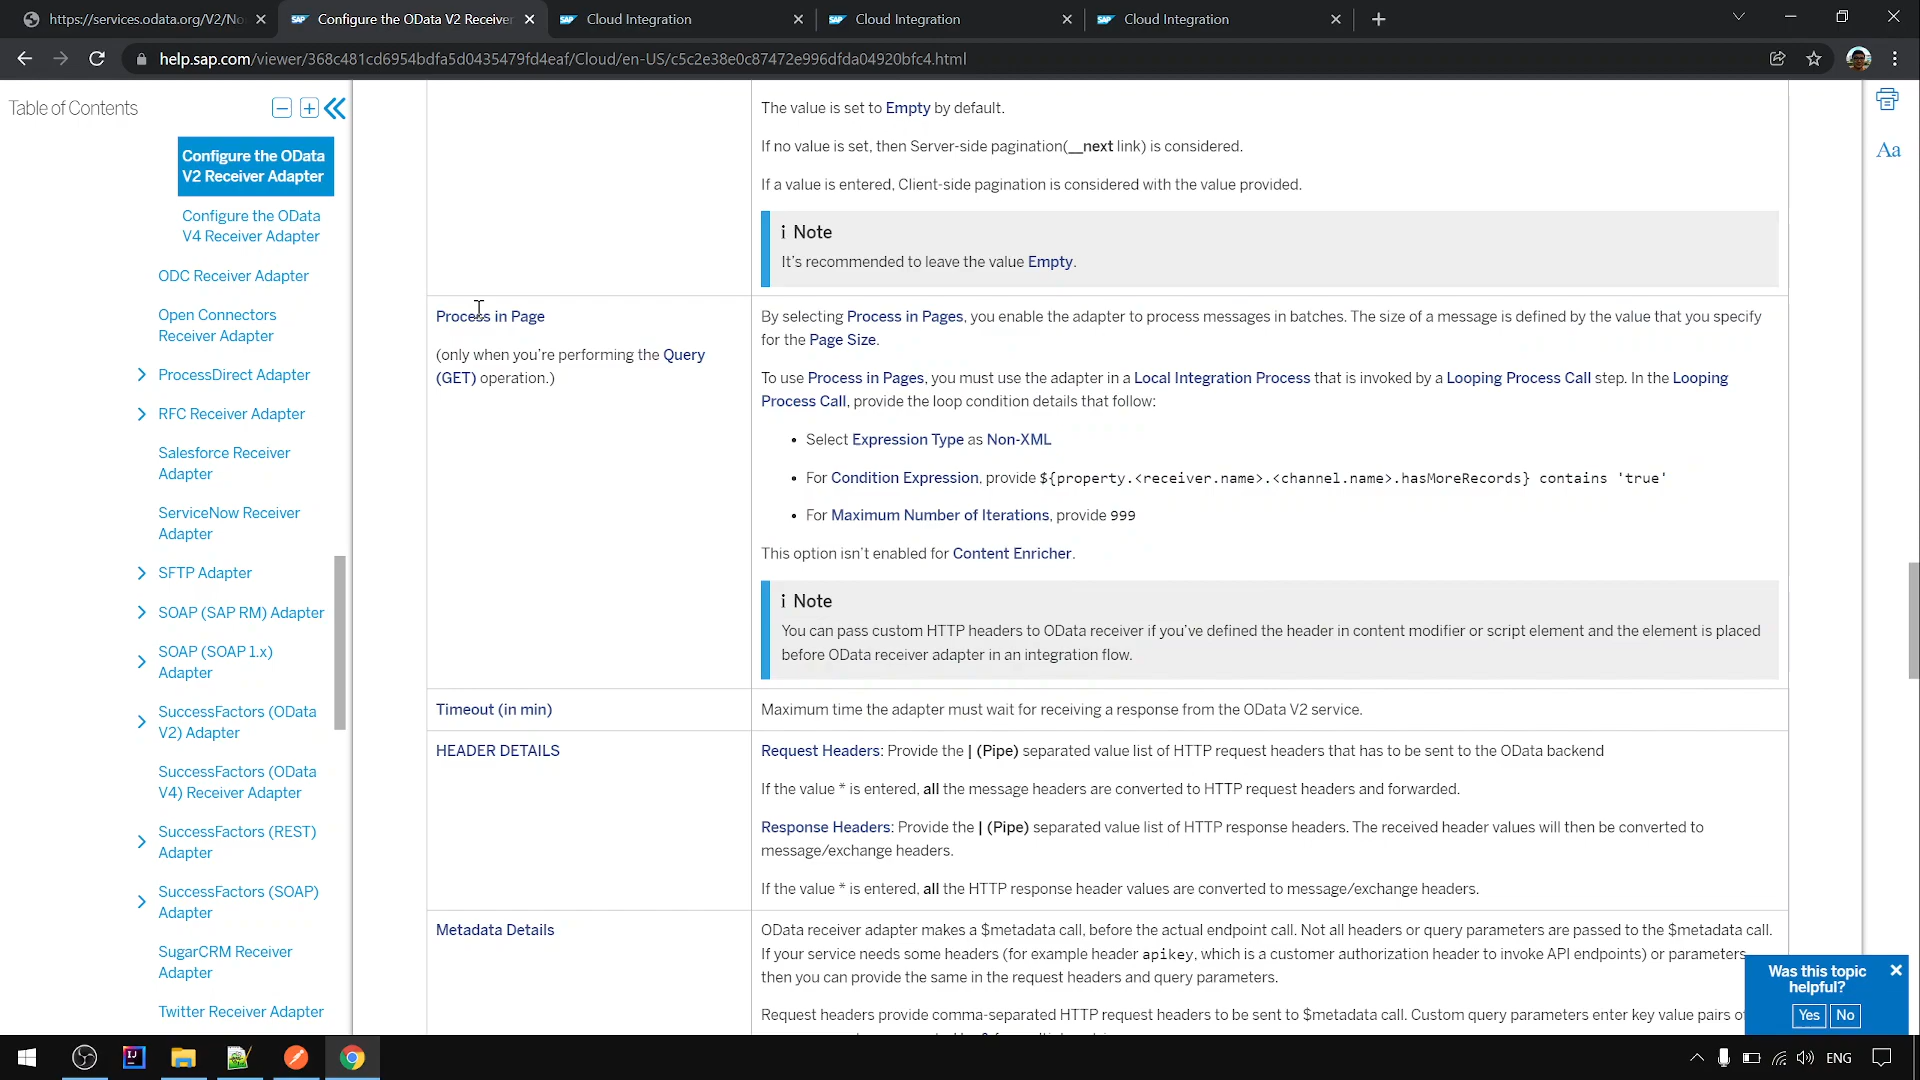 https://services.odata.org/V2/No
Configure the OData V2 Receiver
Cloud Integration
Cloud Integration
Cloud Integration
help.sap.com/viewer/368c481cd6954bdfa5d0435479fd4eaf/Cloud/en-US/c5c2e38e0c87472e996dfda04920bfc4.html
Table of Contents
Configure the OData
V2 Receiver Adapter
Configure the OData
V4 Receiver Adapter
ODC Receiver Adapter
Open Connectors
Receiver Adapter
ProcessDirect Adapter
RFC Receiver Adapter
Salesforce Receiver
Adapter
ServiceNow Receiver
Adapter
SFTP Adapter
SOAP (SAP RM) Adapter
SOAP (SOAP 1.x)
Adapter
SuccessFactors (OData
V2) Adapter
SuccessFactors (OData
V4) Receiver Adapter
SuccessFactors (REST)
Adapter
SuccessFactors (SOAP)
Adapter
SugarCRM Receiver
Adapter
Twitter Receiver Adapter
The value is set to Empty by default.
If no value is set, then Server-side pagination(__next link) is considered.
If a value is entered, Client-side pagination is considered with the value provided.
i Note
It's recommended to leave the value Empty.
Process in Page
(only when you're performing the Query
(GET) operation.)
By selecting Process in Pages, you enable the adapter to process messages in batches. The size of a message is defined by the value that you specify
for the Page Size.
To use Process in Pages, you must use the adapter in a Local Integration Process that is invoked by a Looping Process Call step. In the Looping
Process Call, provide the loop condition details that follow:
• Select Expression Type as Non-XML
• For Condition Expression, provide ${property.<receiver.name>.<channel.name>.hasMoreRecords} contains 'true'
• For Maximum Number of Iterations, provide 999
This option isn't enabled for Content Enricher.
i Note
You can pass custom HTTP headers to OData receiver if you've defined the header in content modifier or script element and the element is placed
before OData receiver adapter in an integration flow.
Timeout (in min)
Maximum time the adapter must wait for receiving a response from the OData V2 service.
HEADER DETAILS
Request Headers: Provide the | (Pipe) separated value list of HTTP request headers that has to be sent to the OData backend
If the value * is entered, all the message headers are converted to HTTP request headers and forwarded.
Response Headers: Provide the | (Pipe) separated value list of HTTP response headers. The received header values will then be converted to
message/exchange headers.
If the value * is entered, all the HTTP response header values are converted to message/exchange headers.
Metadata Details
OData receiver adapter makes a $metadata call, before the actual endpoint call. Not all headers or query parameters are passed to the $metadata call.
If your service needs some headers (for example header apikey, which is a customer authorization header to invoke API endpoints) or parameters
then you can provide the same in the request headers and query parameters.
Request headers provide comma-separated HTTP request headers to be sent to $metadata call. Custom query parameters enter key value pairs
Aa
Was this topic
helpful?
Yes No
ENG